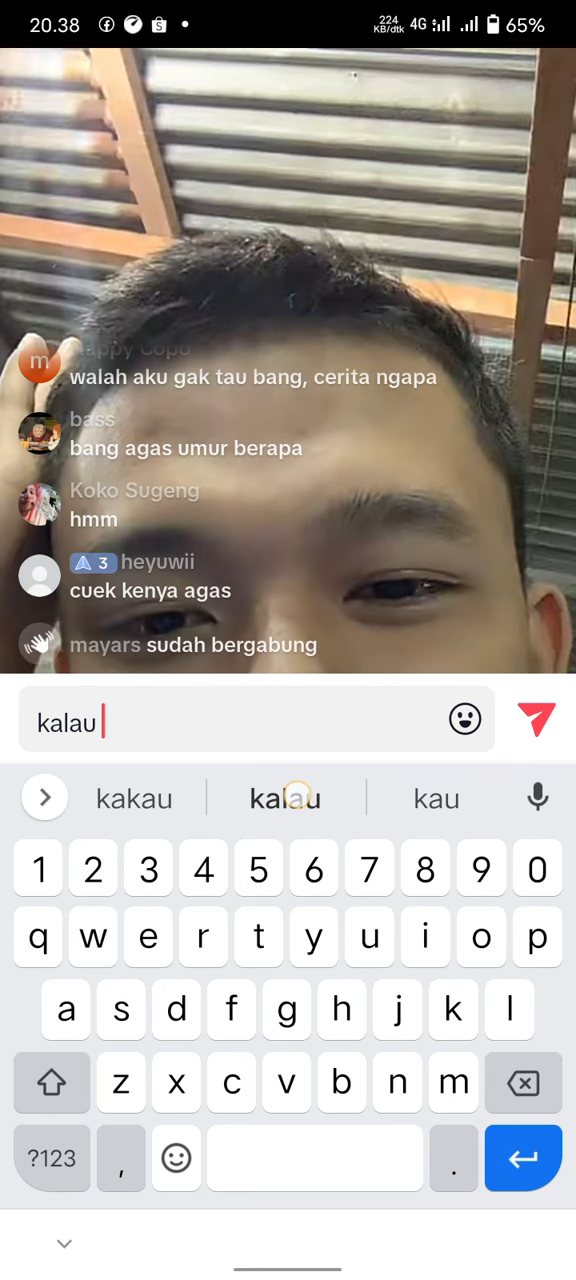 20.38
224
KB/dtk
4G
65%
m
walah aku gak tau bang, cerita ngapa
bass
bang agas umur berapa
Koko Sugeng
hmm
3 heyuwii
cuek kenya agas
mayars sudah bergabung
kalau
kakau kalau kau
1 2 3 4 5 6 7 8 9 0
q w e r t y u i o p
a s d f g h j k l
z x c v b n m
?123 , .